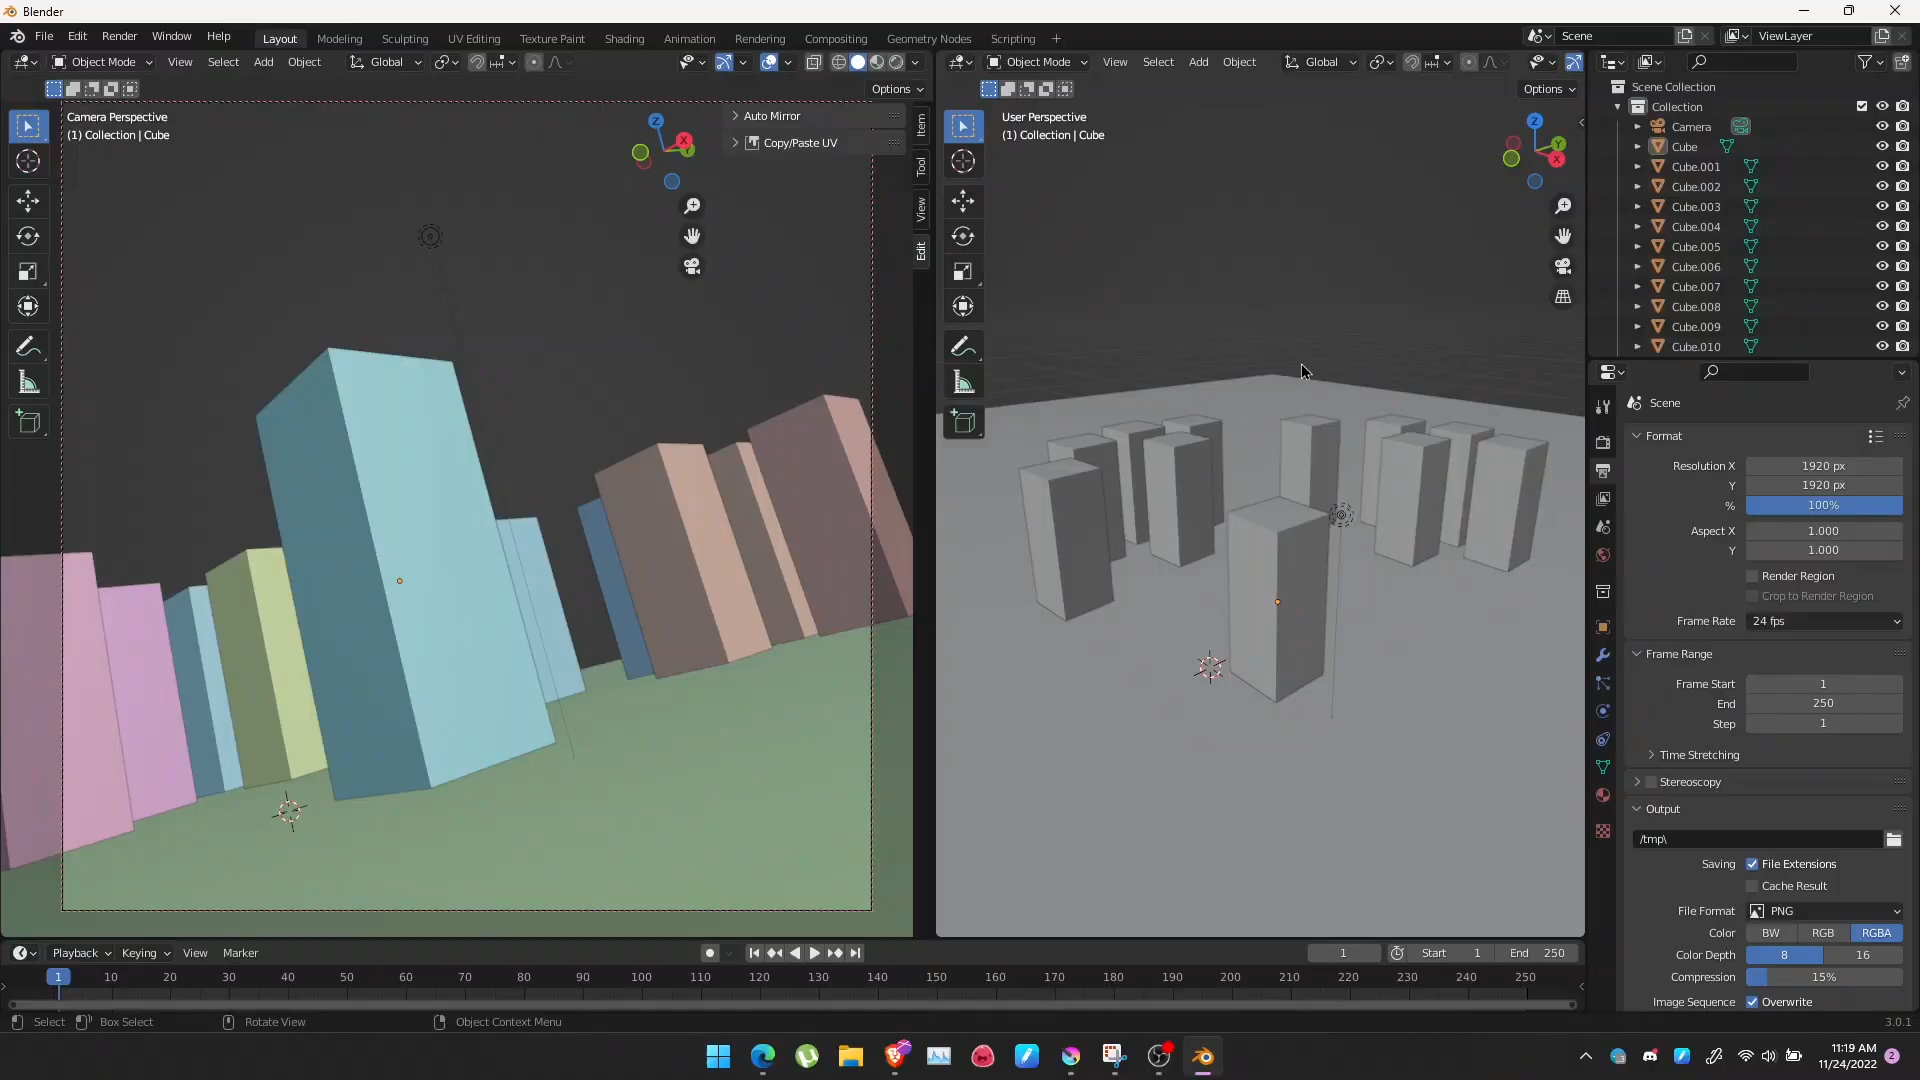 Blender
File Edit Render Window Help Layout Modeling Sculpting UV Editing Texture Paint Shading Animation Rendering Compositing Geometry Nodes Scripting + Scene ViewLayer
Object Mode View Select Add Object Global
Object Mode View Select Add Object Global
Options
Options
Camera Perspective
(1) Collection | Cube
Auto Mirror
Copy/Paste UV
Item
Tool
View
Edit
Z
X
Y
User Perspective
(1) Collection | Cube
Z
Y
X
Scene Collection
Collection
Camera
Cube
Cube.001
Cube.002
Cube.003
Cube.004
Cube.005
Cube.006
Cube.007
Cube.008
Cube.009
Cube.010
Scene
Format
Resolution X 1920 px
Y 1920 px
% 100%
Aspect X 1.000
Y 1.000
Render Region
Crop to Render Region
Frame Rate 24 fps
Frame Range
Frame Start 1
End 250
Step 1
Time Stretching
Stereoscopy
Output
/tmp\
Saving File Extensions
Cache Result
File Format PNG
Color BW RGB RGBA
Color Depth 8 16
Compression 15%
Image Sequence Overwrite
Playback Keying View Marker 1 Start 1 End 250
1 10 20 30 40 50 60 70 80 90 100 110 120 130 140 150 160 170 180 190 200 210 220 230 240 250
Select Box Select Rotate View Object Context Menu 3.0.1
11:19 AM
11/24/2022 2